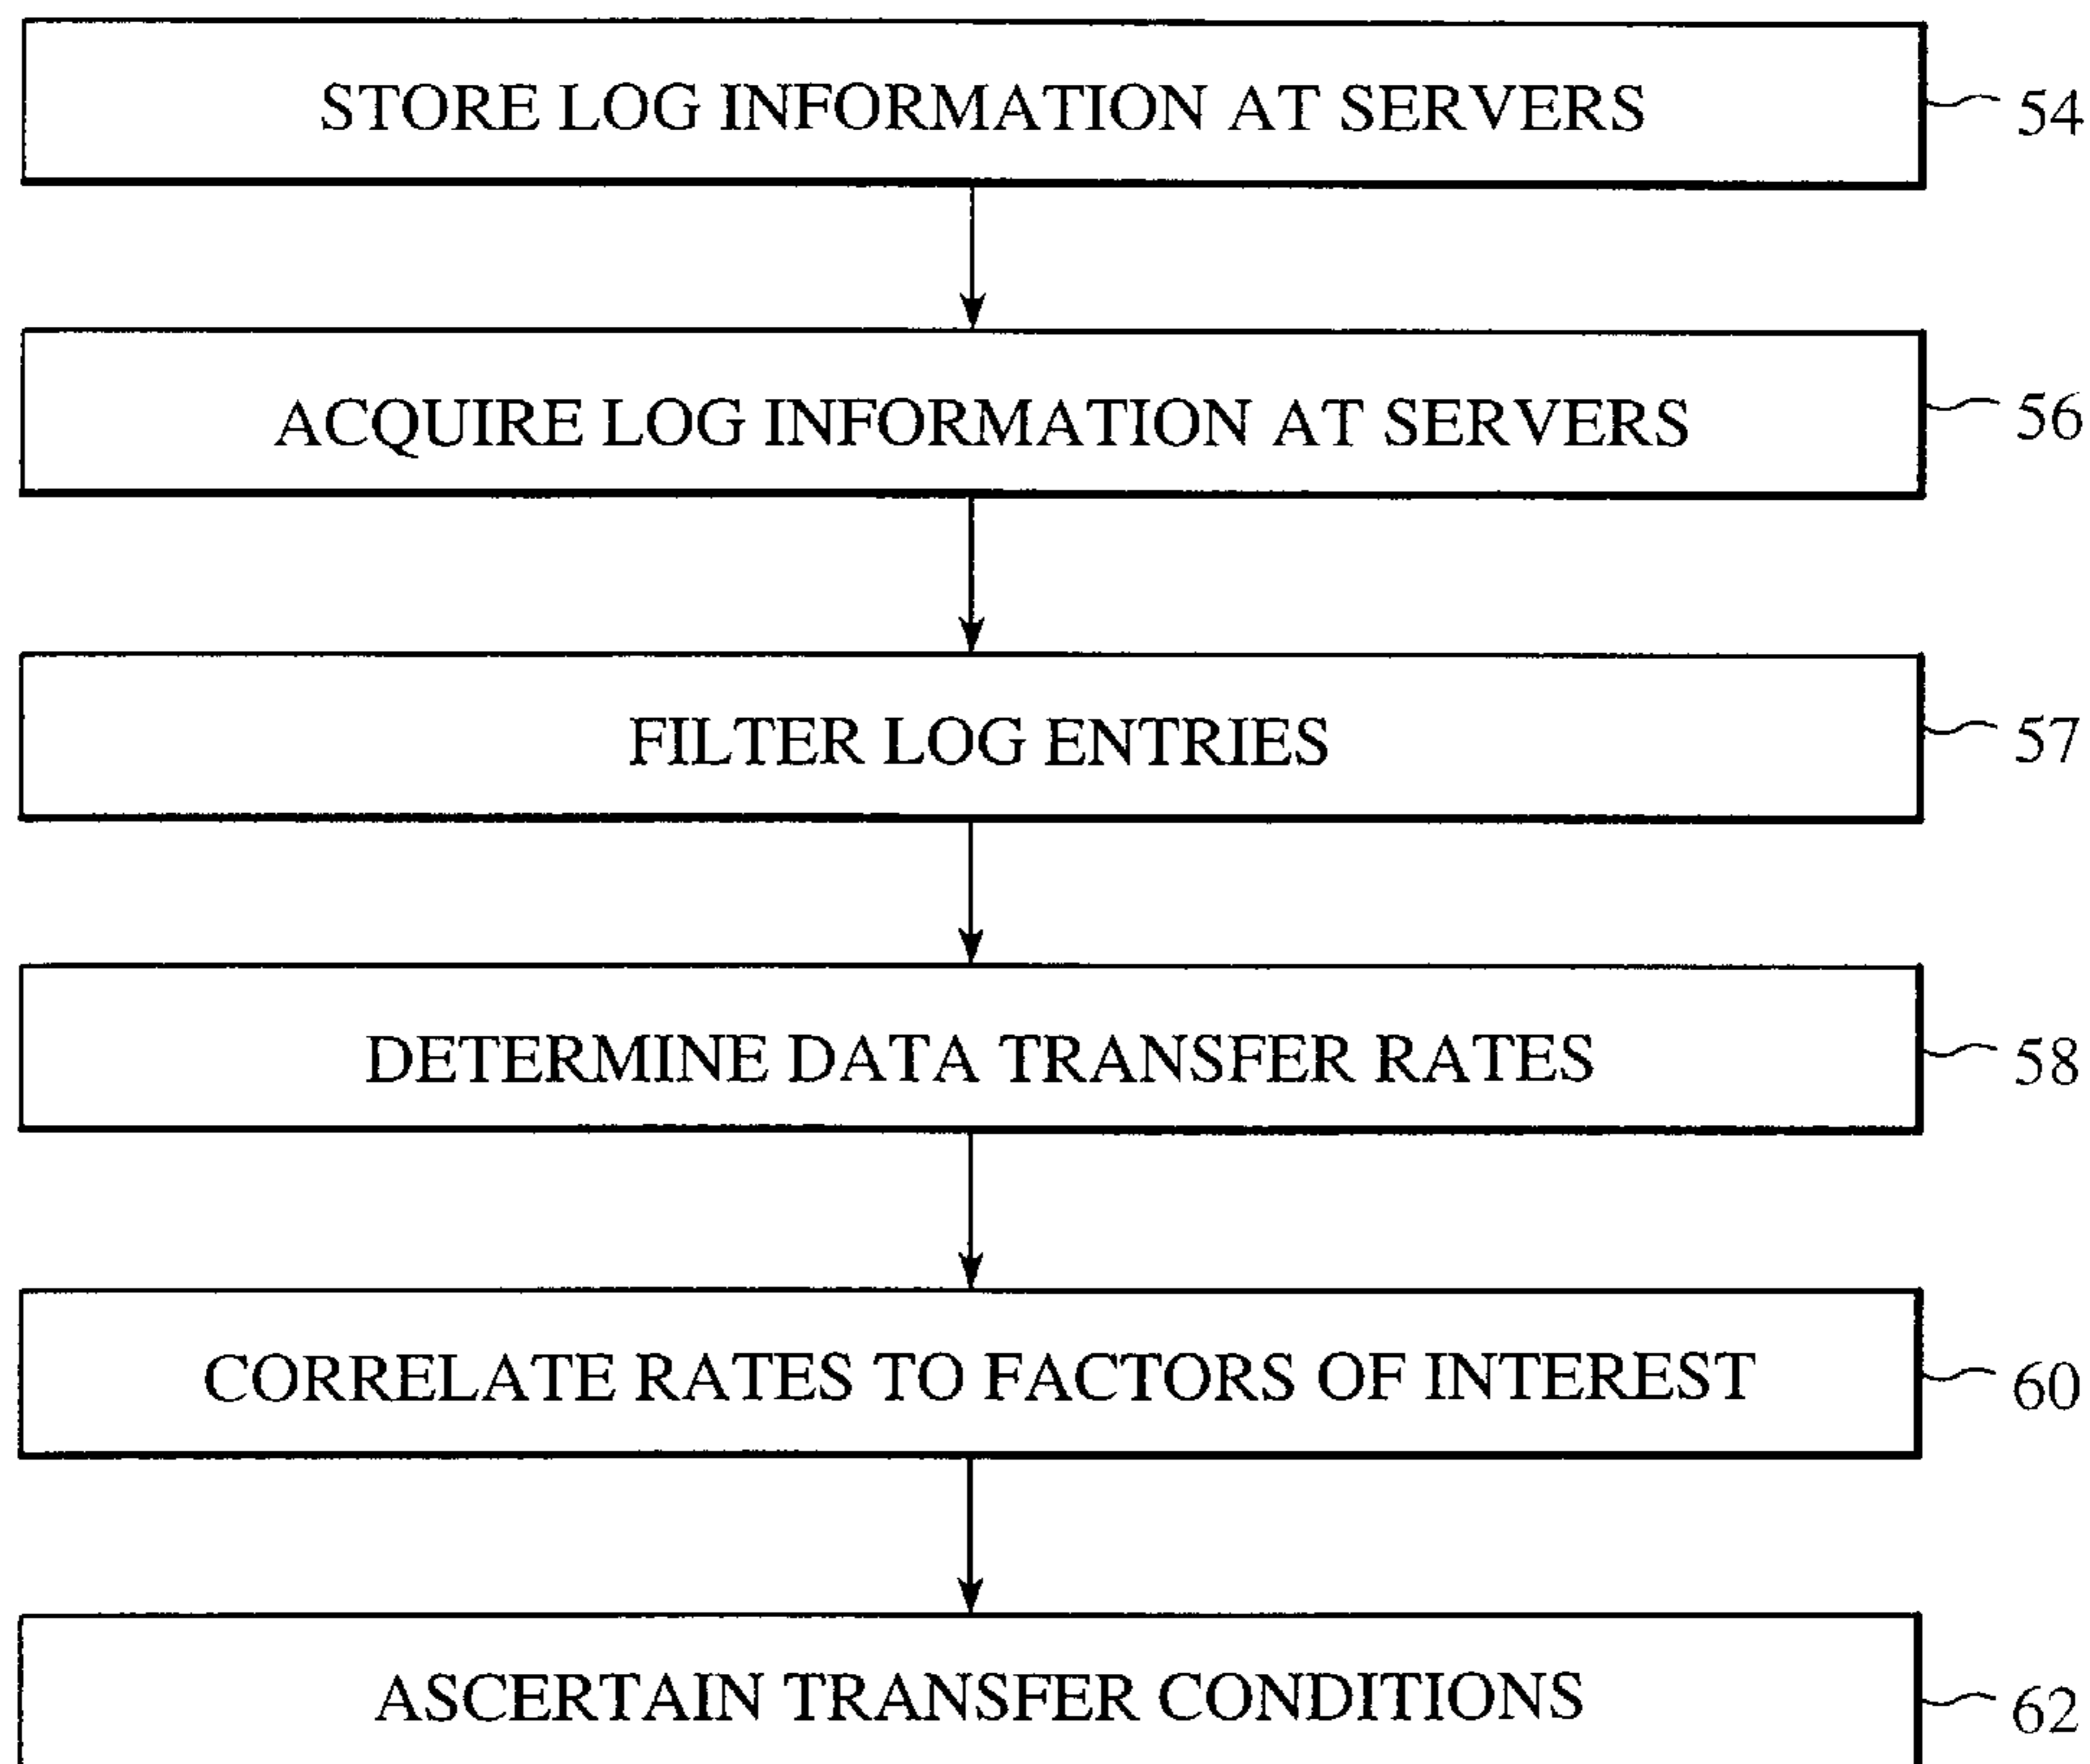 STORE LOG INFORMATION AT SERVERS 54
ACQUIRE LOG INFORMATION AT SERVERS 56
FILTER LOG ENTRIES 57
DETERMINE DATA TRANSFER RATES 58
CORRELATE RATES TO FACTORS OF INTEREST 60
ASCERTAIN TRANSFER CONDITIONS 62